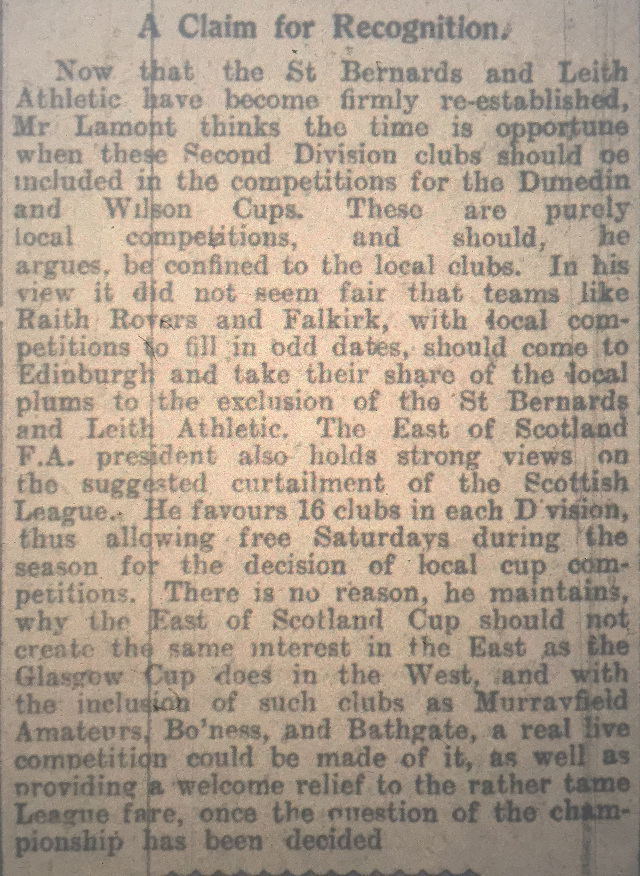 A Claim for Recognition.
Now that the St Bernards and Leith
Athletic have become firmly re-established,
Mr Lamont thinks the time is opportune
when these Second Division clubs should be
included in the competitions for the Dunedin
and Wilson Cups. These are purely
local competitions, and should, he
argues, be confined to the local clubs. In his
view it did not seem fair that teams like
Raith Rovers and Falkirk, with local com-
petitions to fill in odd dates, should come to
Edinburgh and take their share of the local
plums to the exclusion of the St Bernards
and Leith Athletic. The East of Scotland
F.A. president also holds strong views on
the suggested curtailment of the Scottish
League. He favours 16 clubs in each D vision,
thus allowing free Saturdays during the
season for the decision of local cup com-
petitions. There is no reason, he maintains,
why the East of Scotland Cup should not
create the same interest in the East as the
Glasgow Cup does in the West, and with
the inclusion of such clubs as Murrayfield
Amateurs, Bo'ness, and Bathgate, a real live
competition could be made of it, as well as
providing a welcome relief to the rather tame
League fare, once the question of the cham-
pionship has been decided